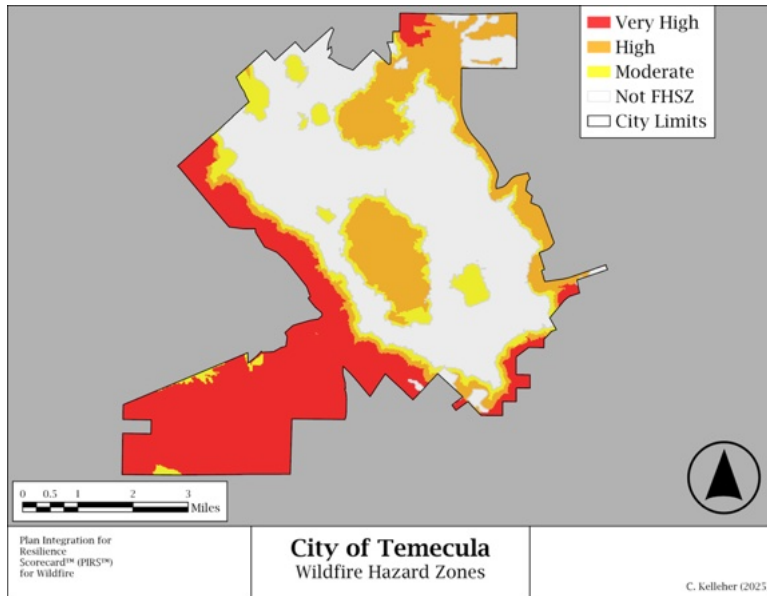 Very High
High
Moderate
Not FHSZ
City Limits
0 0.5 1 2 3
Miles
Plan Integration for
Resilience
Scorecard™ (PIRS™)
for Wildfire
City of Temecula
Wildfire Hazard Zones
C. Kelleher (2025